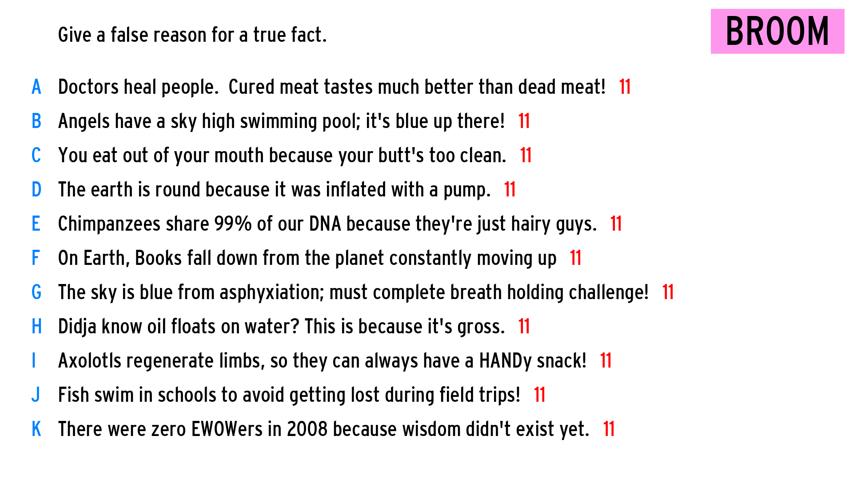 Give a false reason for a true fact.
BROOM
A Doctors heal people.  Cured meat tastes much better than dead meat! 11
B Angels have a sky high swimming pool; it's blue up there! 11
C You eat out of your mouth because your butt's too clean. 11
D The earth is round because it was inflated with a pump. 11
E Chimpanzees share 99% of our DNA because they're just hairy guys. 11
F On Earth, Books fall down from the planet constantly moving up 11
G The sky is blue from asphyxiation; must complete breath holding challenge! 11
H Didja know oil floats on water? This is because it's gross. 11
I Axolotls regenerate limbs, so they can always have a HANDy snack! 11
J Fish swim in schools to avoid getting lost during field trips! 11
K There were zero EWOWers in 2008 because wisdom didn't exist yet. 11